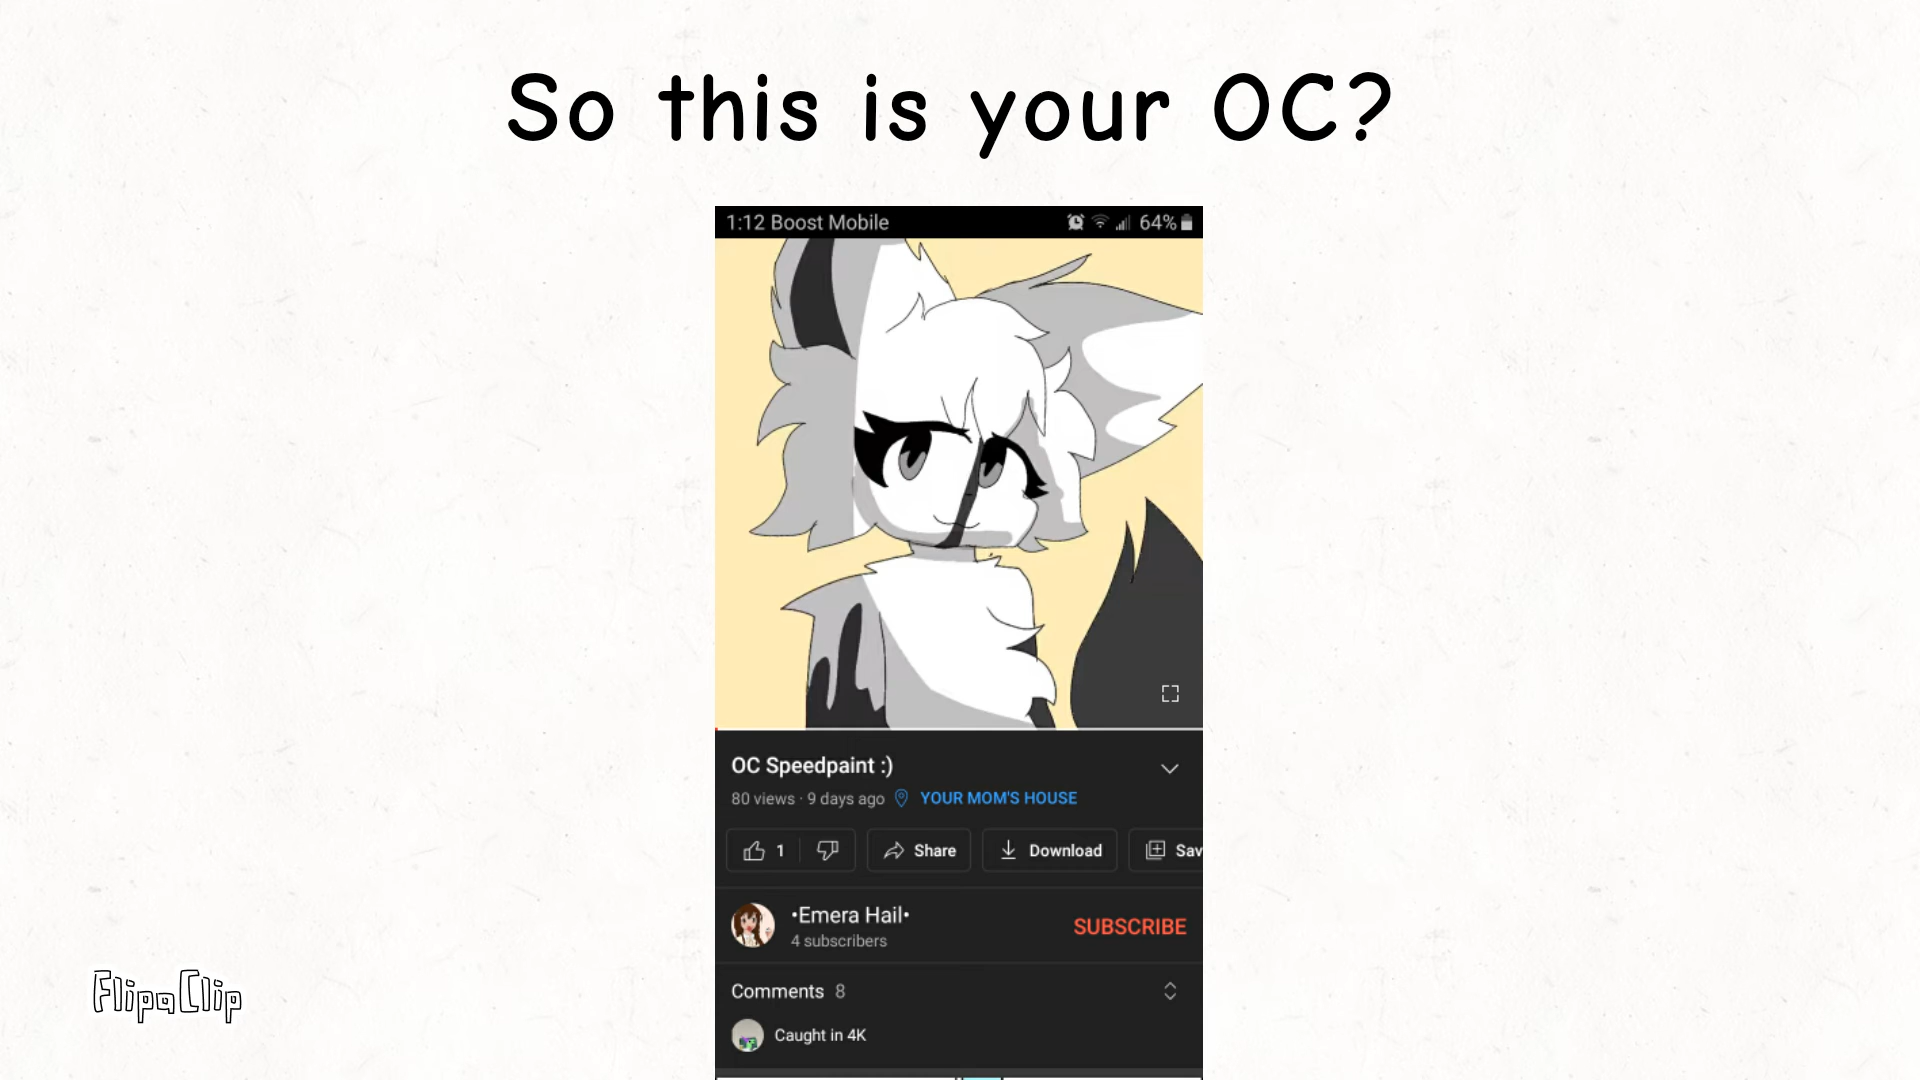 So this is your OC?
1:12 Boost Mobile 64%
OC Speedpaint :)
80 views · 9 days ago YOUR MOM'S HOUSE
1 Share Download Sav
•Emera Hail•
4 subscribers
SUBSCRIBE
Comments 8
Caught in 4K
FlipaClip